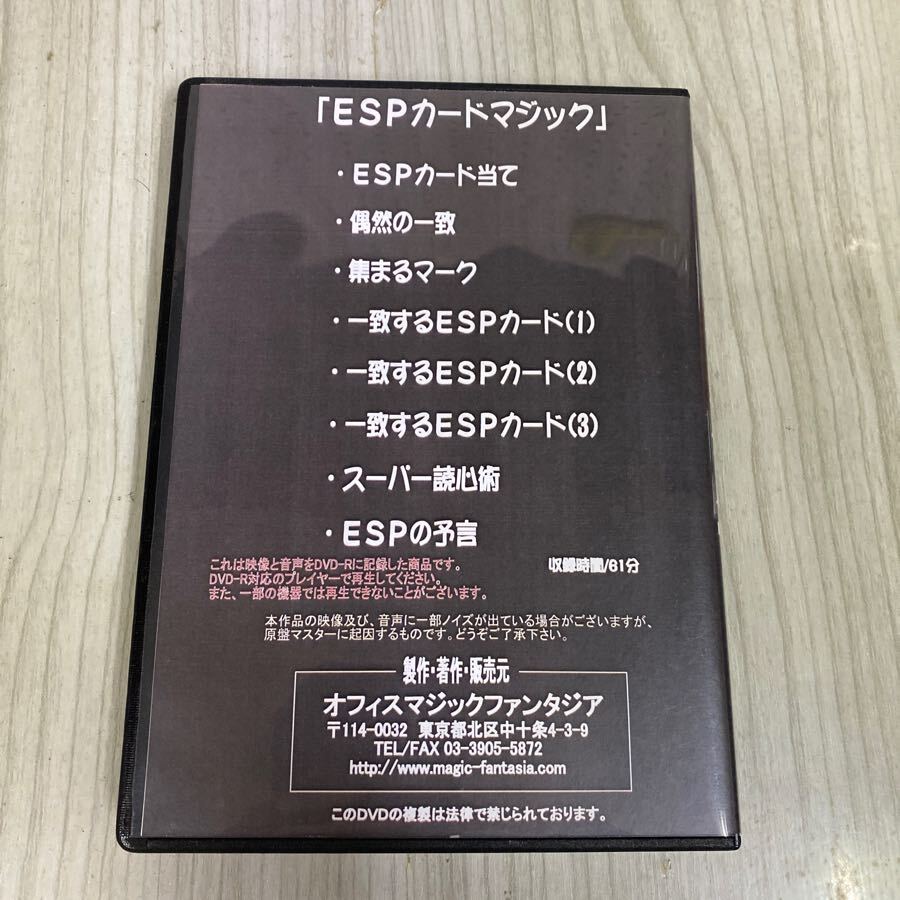 「ESPカードマジック」
・ESPカード当て
・偶然の一致
・集まるマーク
・一致するESPカード(1)
・一致するESPカード(2)
・一致するESPカード(3)
・スーパー読心術
・ESPの予言
これは映像と音声をDVD-Rに記録した商品です。
DVD-R対応のプレイヤーで再生してください。
また、一部の機器では再生できないことがございます。
収録時間/61分
本作品の映像及び、音声に一部ノイズが出ている場合がございますが、
原盤マスターに起因するものです。どうぞご了承下さい。
製作・著作・販売元
オフィスマジックファンタジア
〒114-0032 東京都北区中十条4-3-9
TEL/FAX 03-3905-5872
http://www.magic-fantasia.com
このDVDの複製は法律で禁じられております。